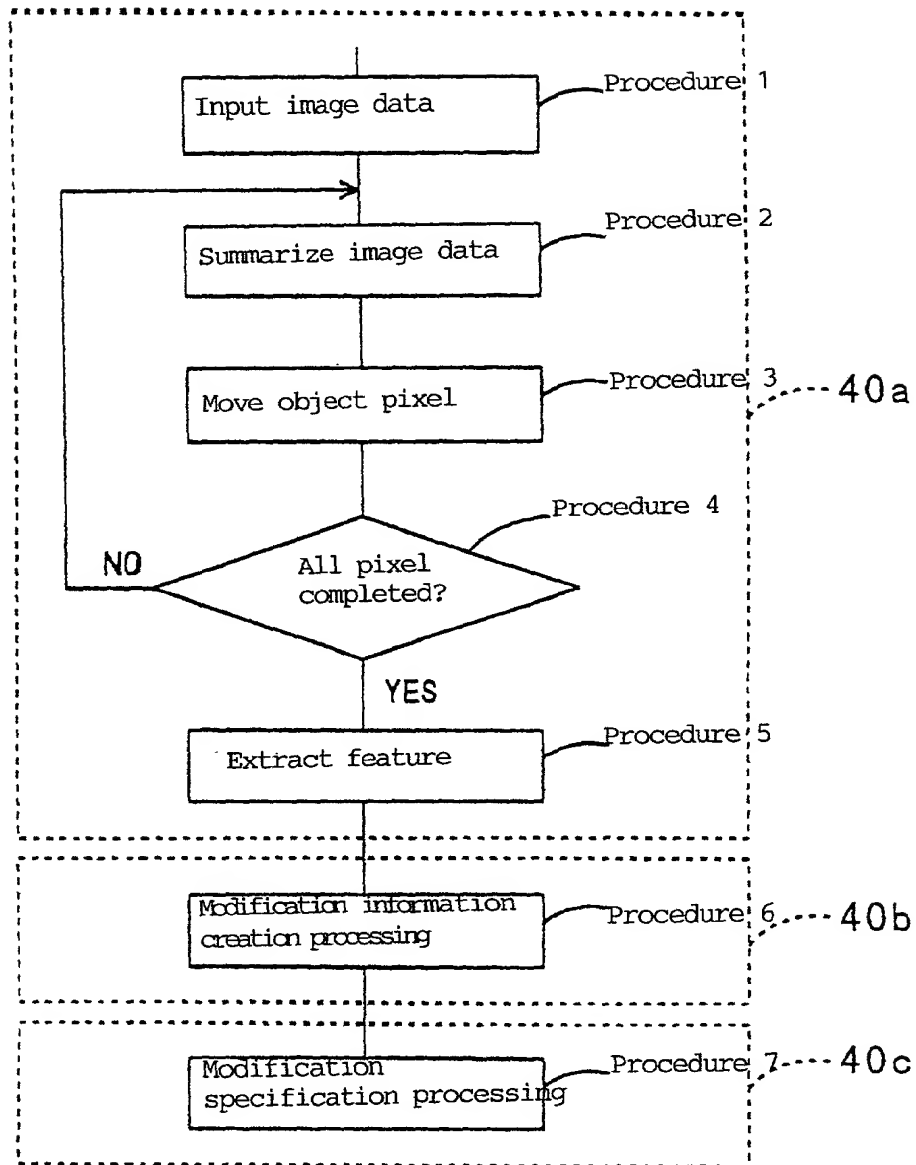 Input image data
Procedure 1
Summarize image data
Procedure 2
Move object pixel
Procedure 3
40a
Procedure 4
All pixel
completed?
NO
YES
Extract feature
Procedure 5
Modification information
creation processing
Procedure 6
40b
Modification
specification processing
Procedure 7
40c